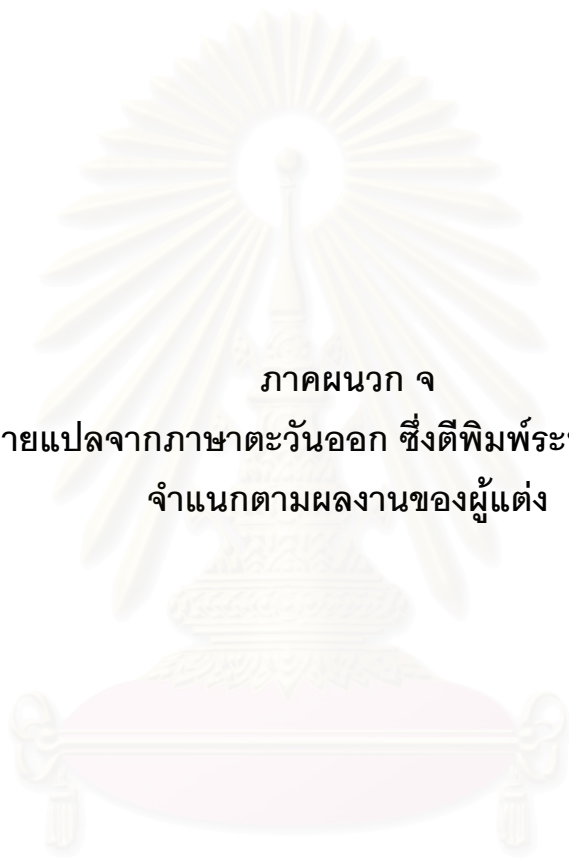 ภาคผนวก จ
ายแปลจากภาษาตะวันออก ซึ่งตีพิมพ์ระ
จำแนกตามผลงานของผู้แต่ง